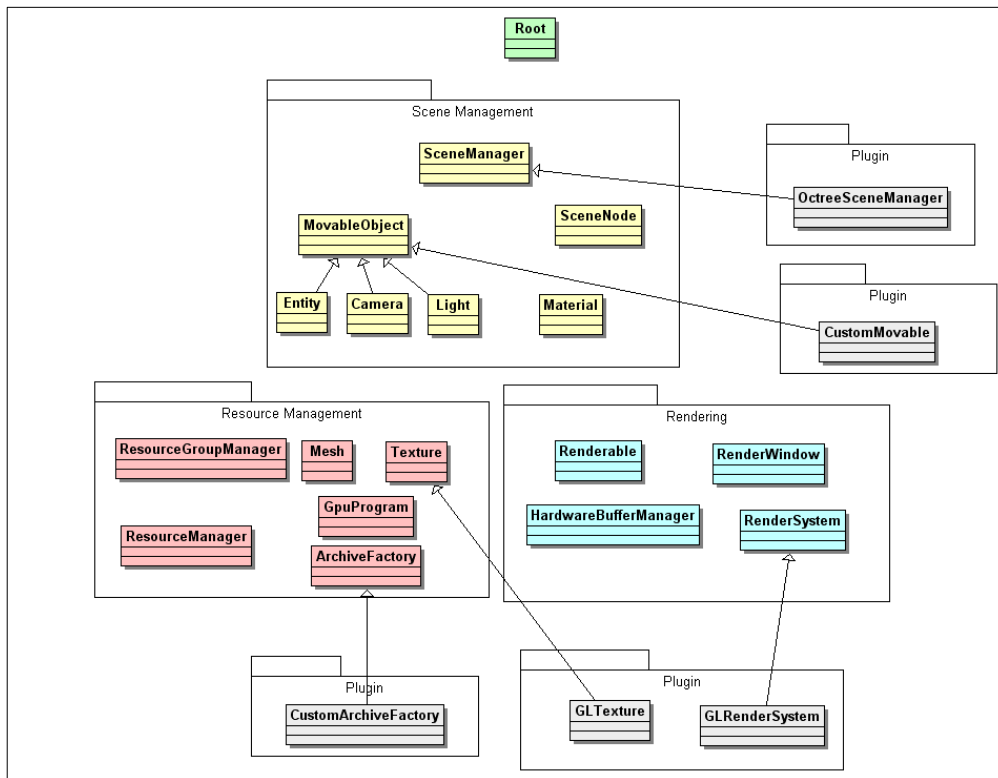 Root
Scene Management
SceneManager
Plugin
OctreeSceneManager
SceneNode
MovableObject
Plugin
Entity
Camera
Light
Material
CustomMovable
Resource Management
Rendering
ResourceGroupManager
Mesh
Texture
Renderable
RenderWindow
GpuProgram
HardwareBufferManager
RenderSystem
ResourceManager
ArchiveFactory
Plugin
Plugin
CustomArchiveFactory
GLTexture
GLRenderSystem